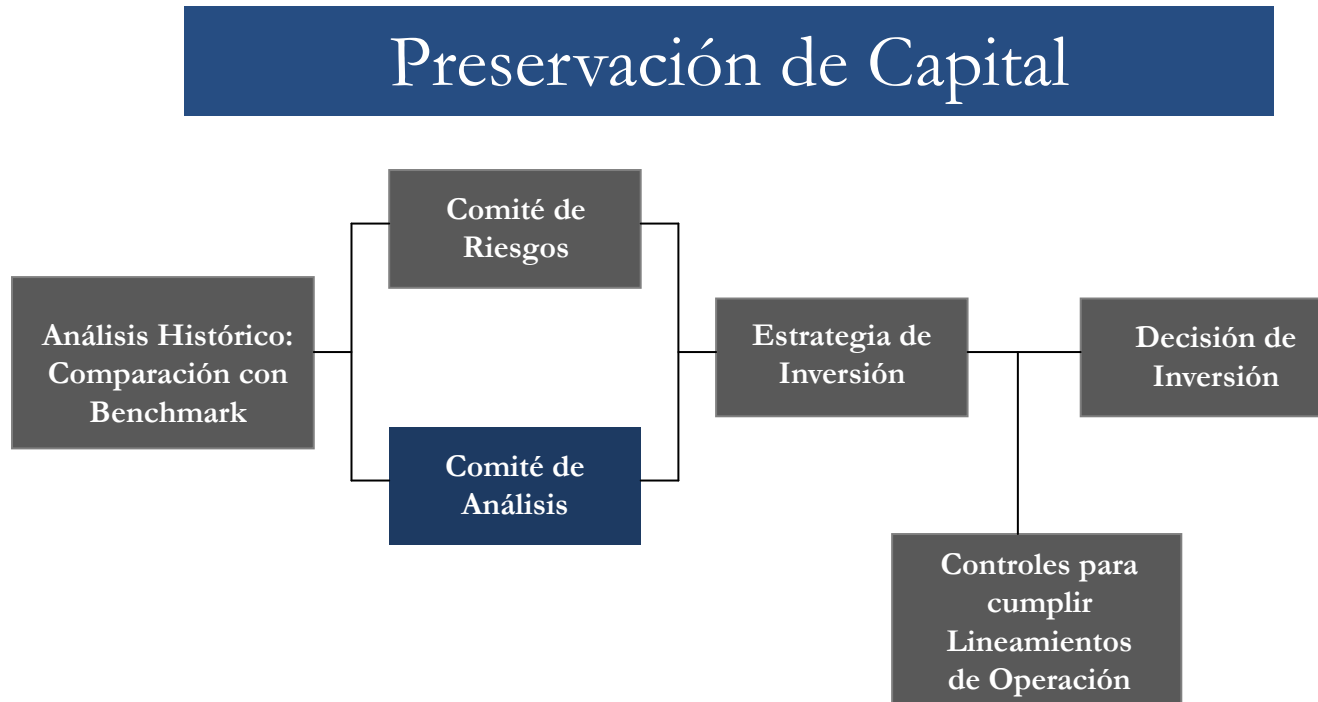 Preservación de Capital
Comité de
Riesgos
Análisis Histórico:
Comparación con
Benchmark
Estrategia de
Inversión
Decisión de
Inversión
Comité de
Análisis
Controles para
cumplir
Lineamientos
de Operación